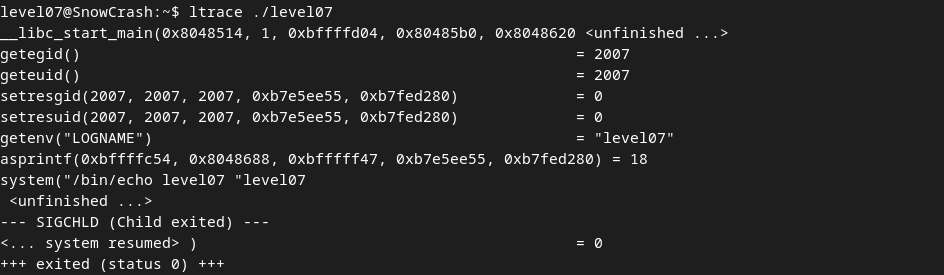 level07@SnowCrash:~$ ltrace ./level07
__libc_start_main(0x8048514, 1, 0xbffffd04, 0x80485b0, 0x8048620 <unfinished ...>
getegid()                                                        = 2007
geteuid()                                                        = 2007
setresgid(2007, 2007, 2007, 0xb7e5ee55, 0xb7fed280)              = 0
setresuid(2007, 2007, 2007, 0xb7e5ee55, 0xb7fed280)              = 0
getenv("LOGNAME")                                                = "level07"
asprintf(0xbffffc54, 0x8048688, 0xbfffff47, 0xb7e5ee55, 0xb7fed280) = 18
system("/bin/echo level07 "level07
 <unfinished ...>
--- SIGCHLD (Child exited) ---
<... system resumed> )                                           = 0
+++ exited (status 0) +++